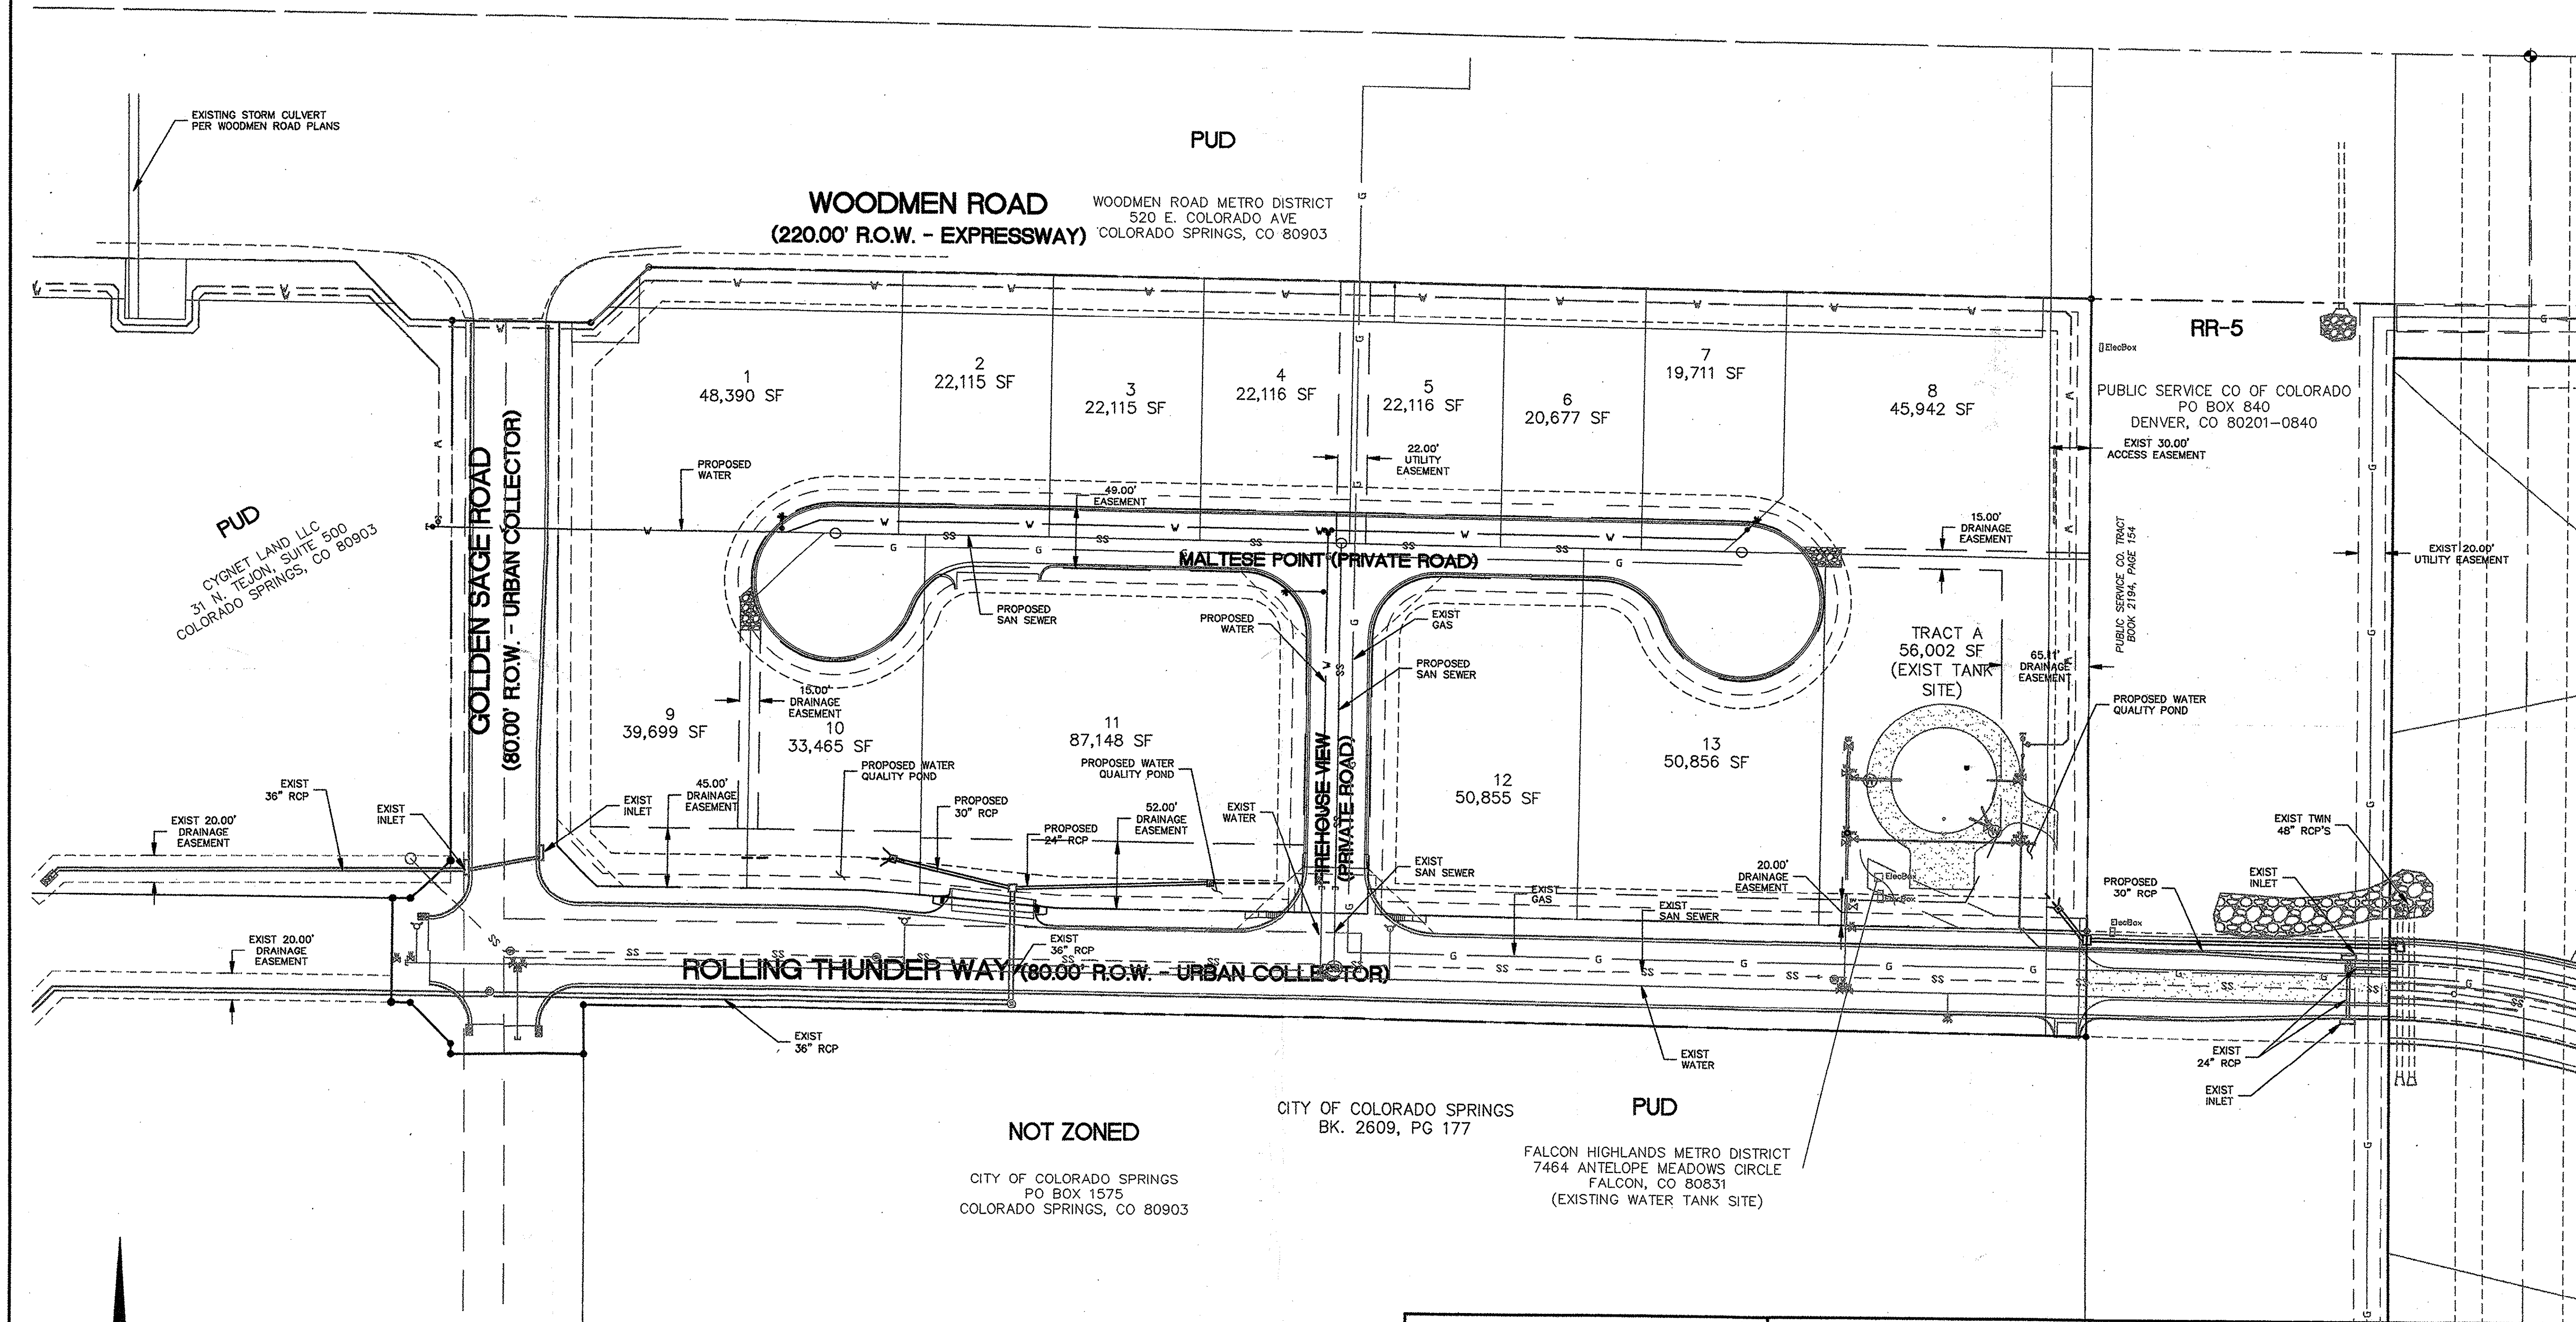 EXISTING STORM CULVERT
PER WOODMEN ROAD PLANS
PUD
WOODMEN ROAD
(220.00' R.O.W. - EXPRESSWAY)
WOODMEN ROAD METRO DISTRICT
520 E. COLORADO AVE
COLORADO SPRINGS, CO 80903
RR-5
ElecBox
PUBLIC SERVICE CO OF COLORADO
PO BOX 840
DENVER, CO 80201-0840
EXIST 30.00'
ACCESS EASEMENT
1
48,390 SF
2
22,115 SF
3
22,115 SF
4
22,116 SF
5
22,116 SF
6
20,677 SF
7
19,711 SF
8
45,942 SF
22.00'
UTILITY
EASEMENT
PROPOSED
WATER
49.00'
EASEMENT
GOLDEN SAGE ROAD
(80.00' R.O.W. - URBAN COLLECTOR)
PUD
CYGNET LAND LLC
31 N. TEJON, SUITE 500
COLORADO SPRINGS, CO 80903
MALTESE POINT (PRIVATE ROAD)
15.00'
DRAINAGE
EASEMENT
PUBLIC SERVICE CO. TRACT
BOOK 2194, PAGE 154
EXIST 20.00'
UTILITY EASEMENT
PROPOSED
SAN SEWER
PROPOSED
WATER
EXIST
GAS
PROPOSED
SAN SEWER
TRACT A
56,002 SF
(EXIST TANK
SITE)
65.11'
DRAINAGE
EASEMENT
PROPOSED WATER
QUALITY POND
15.00'
DRAINAGE
EASEMENT
9
39,699 SF
10
33,465 SF
11
87,148 SF
12
50,855 SF
13
50,856 SF
FIREHOUSE VIEW
(PRIVATE ROAD)
PROPOSED WATER
QUALITY POND
PROPOSED WATER
QUALITY POND
EXIST
36" RCP
EXIST
INLET
EXIST
INLET
45.00'
DRAINAGE
EASEMENT
PROPOSED
30" RCP
PROPOSED
24" RCP
52.00'
DRAINAGE
EASEMENT
EXIST
WATER
EXIST
SAN SEWER
EXIST 20.00'
DRAINAGE
EASEMENT
EXIST 20.00'
DRAINAGE
EASEMENT
EXIST
GAS
EXIST
SAN SEWER
20.00'
EASEMENT
ElecBox
ElecBox
ElecBox
PROPOSED
30" RCP
EXIST
INLET
EXIST TWIN
48" RCP'S
EXIST
36" RCP
ROLLING THUNDER WAY (80.00' R.O.W. - URBAN COLLECTOR)
EXIST
36" RCP
EXIST
WATER
EXIST
24" RCP
EXIST
INLET
NOT ZONED
CITY OF COLORADO SPRINGS
PO BOX 1575
COLORADO SPRINGS, CO 80903
CITY OF COLORADO SPRINGS
BK. 2609, PG 177
PUD
FALCON HIGHLANDS METRO DISTRICT
7464 ANTELOPE MEADOWS CIRCLE
FALCON, CO 80831
(EXISTING WATER TANK SITE)